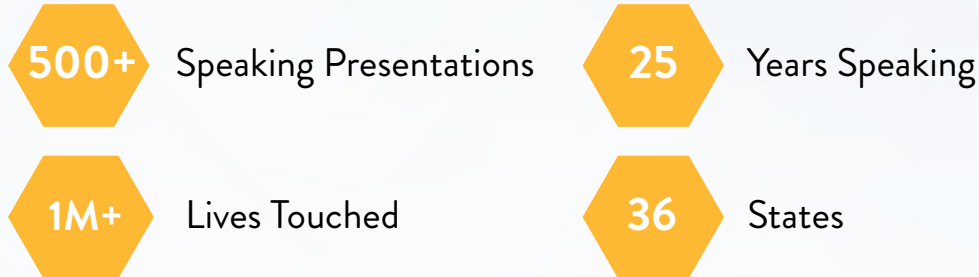 500+ Speaking Presentations
25 Years Speaking
1M+ Lives Touched
36 States